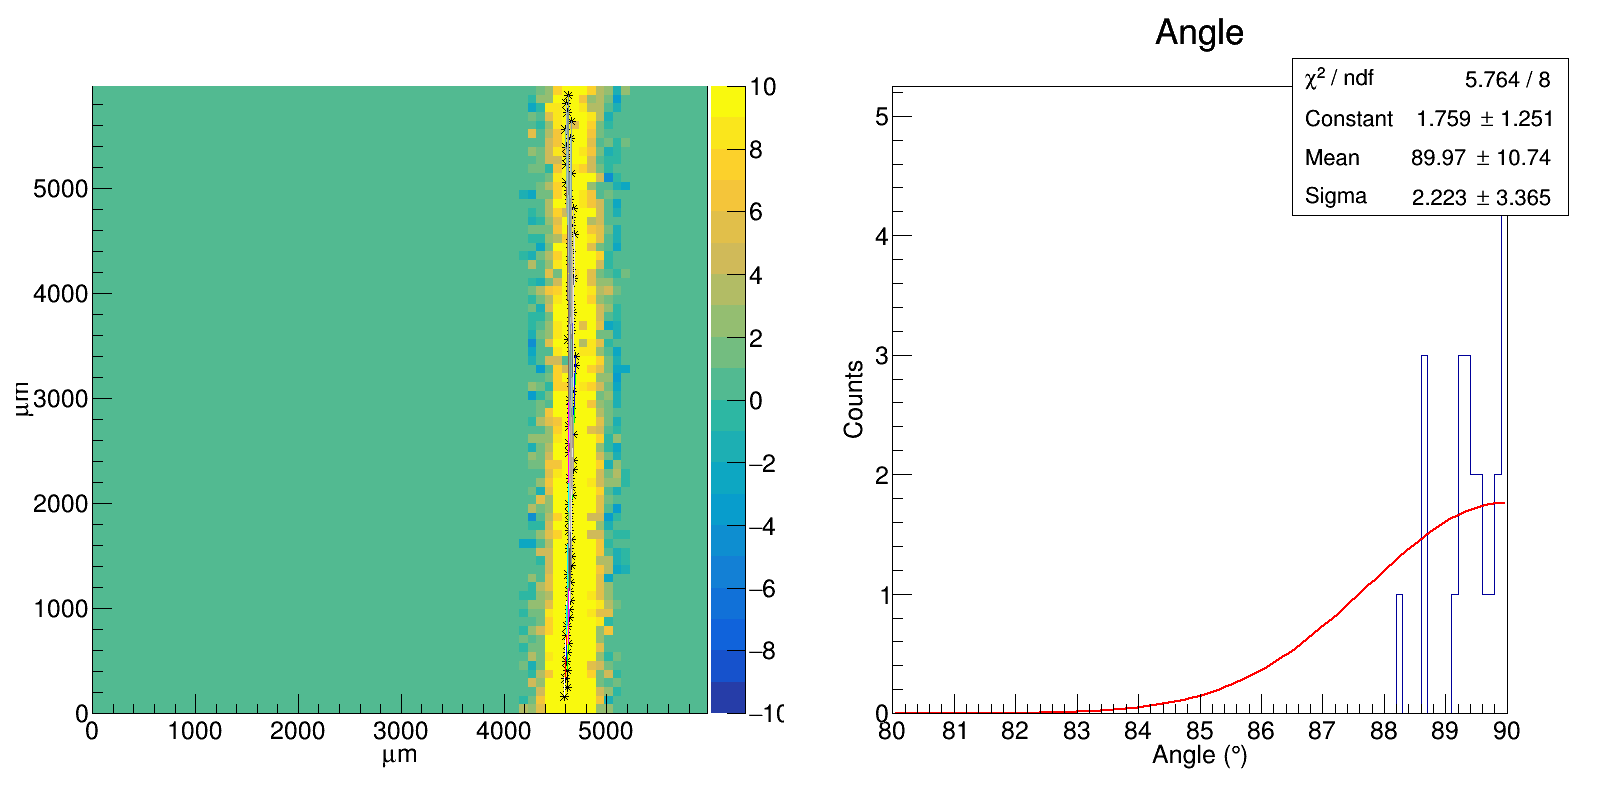 Angle
χ² / ndf 5.764 / 8
Constant 1.759 ± 1.251
Mean 89.97 ± 10.74
Sigma 2.223 ± 3.365
μm
5000
4000
3000
2000
1000
0
0 1000 2000 3000 4000 5000
μm
10
8
6
4
2
0
−2
−4
−6
−8
−10
Counts
5
4
3
2
1
0
80 81 82 83 84 85 86 87 88 89 90
Angle (°)